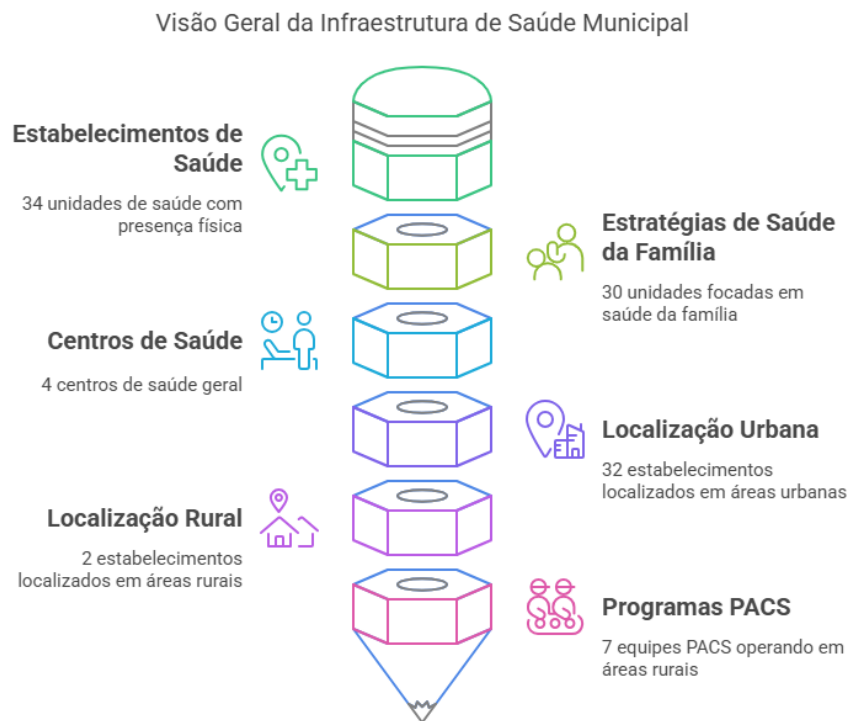 Visão Geral da Infraestrutura de Saúde Municipal
Estabelecimentos de
Saúde
34 unidades de saúde com
presença física
Estratégias de Saúde
da Família
30 unidades focadas em
saúde da família
Centros de Saúde
4 centros de saúde geral
Localização Urbana
32 estabelecimentos
localizados em áreas urbanas
Localização Rural
2 estabelecimentos
localizados em áreas rurais
Programas PACS
7 equipes PACS operando em
áreas rurais